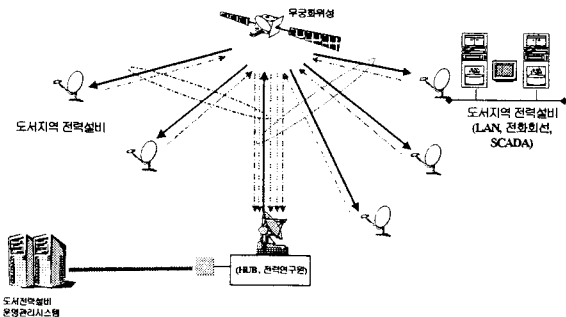 무궁화위성
도서지역 전력설비
도서지역 전력설비
(LAN, 전화회선,
SCADA)
(HUB, 전력연구원)
도서전력설비
운영관리시스템